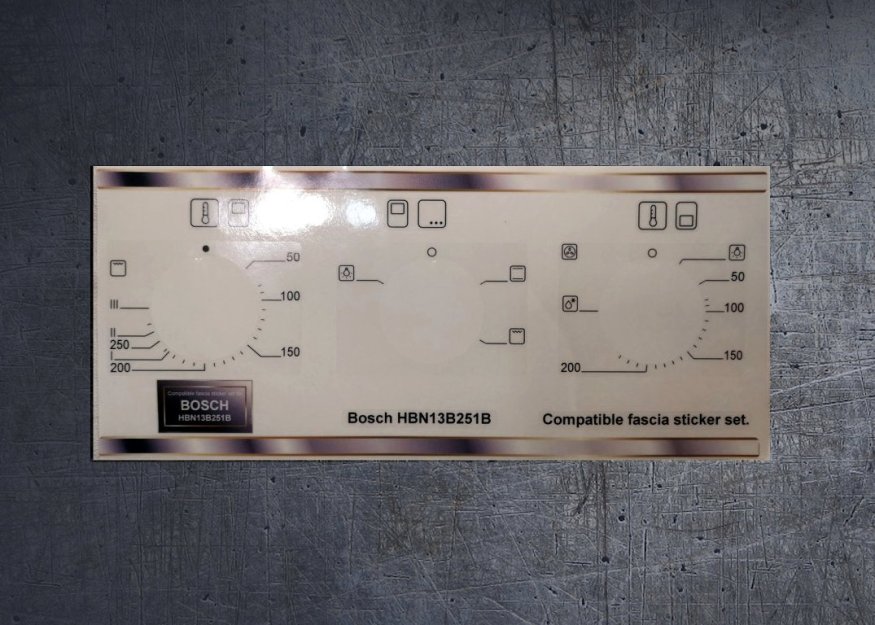 50
100
III
II
250
I
150
200
50
100
150
200
Compatible fascia sticker set for
BOSCH
HBN13B251B
Bosch HBN13B251B
Compatible fascia sticker set.